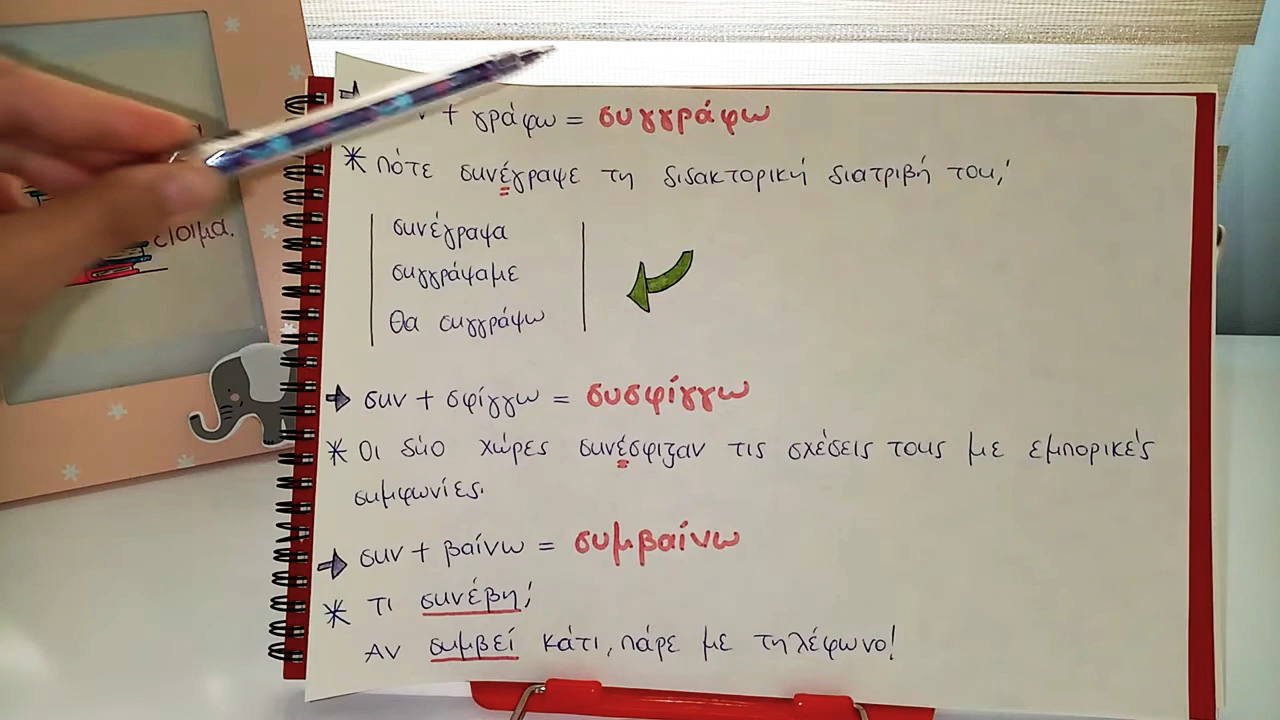 + γράφω = συγγράφω
* Πότε συνέγραψε τη διδακτορική διατριβή του;
συνέγραψα
συγγράψαμε
Θα συγγράψω
συν + σφίγγω = συσφίγγω
* Οι δύο χώρες συνέσφιξαν τις σχέσεις τους με εμπορικές
συμφωνίες.
συν + βαίνω = συμβαίνω
* Τι συνέβη;
Αν συμβεί κάτι, πάρε με τηλέφωνο!